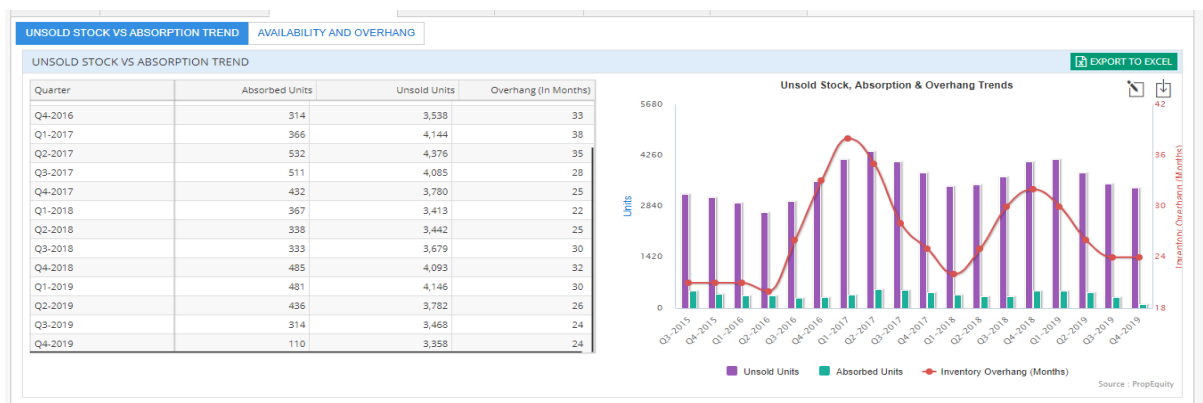 UNSOLD STOCK VS ABSORPTION TREND AVAILABILITY AND OVERHANG
UNSOLD STOCK VS ABSORPTION TREND EXPORT TO EXCEL
Quarter Absorbed Units Unsold Units Overhang (In Months)
Q4-2016 314 3,538 33
Q1-2017 366 4,144 38
Q2-2017 532 4,376 35
Q3-2017 511 4,085 28
Q4-2017 432 3,780 25
Q1-2018 367 3,413 22
Q2-2018 338 3,442 25
Q3-2018 333 3,679 30
Q4-2018 485 4,093 32
Q1-2019 481 4,146 30
Q2-2019 436 3,782 26
Q3-2019 314 3,468 24
Q4-2019 110 3,358 24
Unsold Stock, Absorption & Overhang Trends
5680 42
4260 36
2840 30
1420 24
0 18
Units
Inventory Overhang (Months)
Q3-2015 Q4-2015 Q1-2016 Q2-2016 Q3-2016 Q4-2016 Q1-2017 Q2-2017 Q3-2017 Q4-2017 Q1-2018 Q2-2018 Q3-2018 Q4-2018 Q1-2019 Q2-2019 Q3-2019 Q4-2019
Unsold Units Absorbed Units Inventory Overhang (Months)
Source : PropEquity